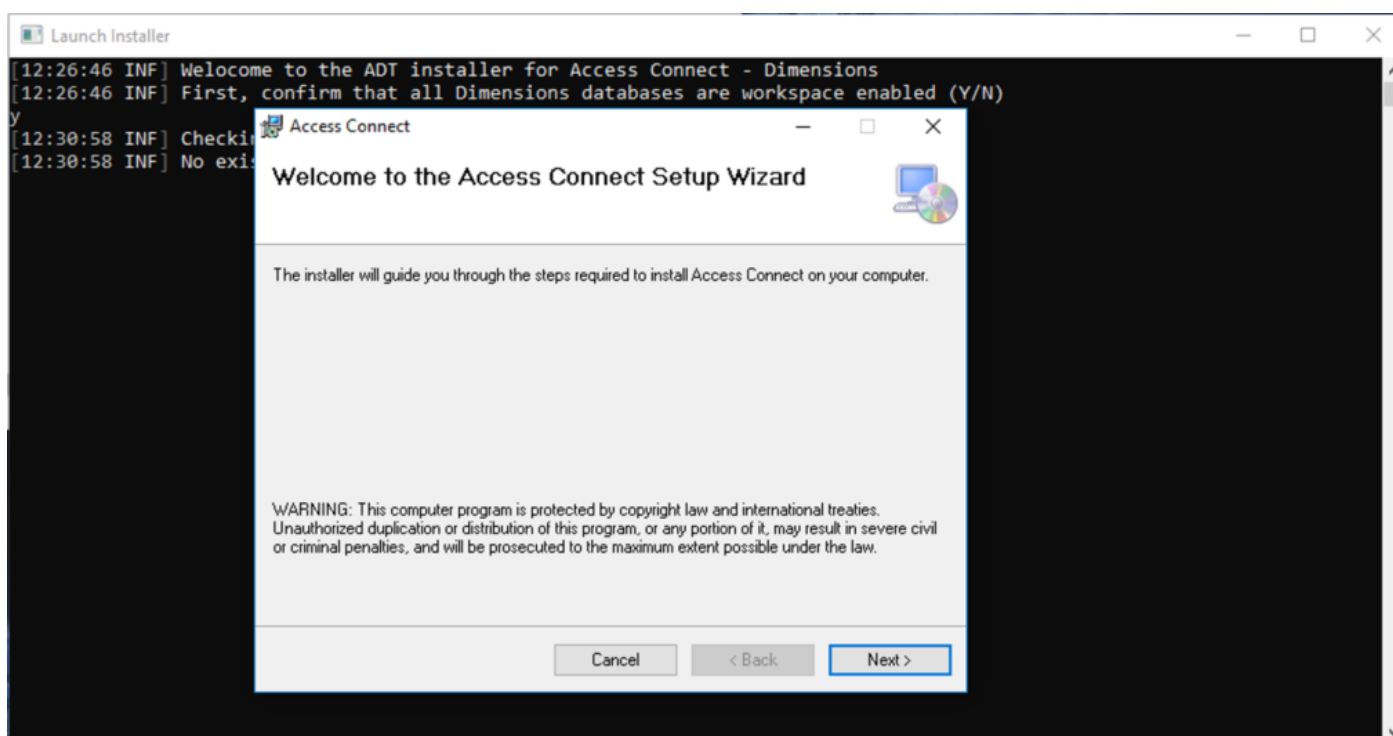 Launch Installer
[12:26:46 INF] Welocome to the ADT installer for Access Connect - Dimensions
[12:26:46 INF] First, confirm that all Dimensions databases are workspace enabled (Y/N)
y
[12:30:58 INF]
[12:30:58 INF] No
Access Connect
Welcome to the Access Connect Setup Wizard
The installer will guide you through the steps required to install Access Connect on your computer.
WARNING: This computer program is protected by copyright law and international treaties.
Unauthorized duplication or distribution of this program, or any portion of it, may result in severe civil
or criminal penalties, and will be prosecuted to the maximum extent possible under the law.
Cancel
< Back
Next >